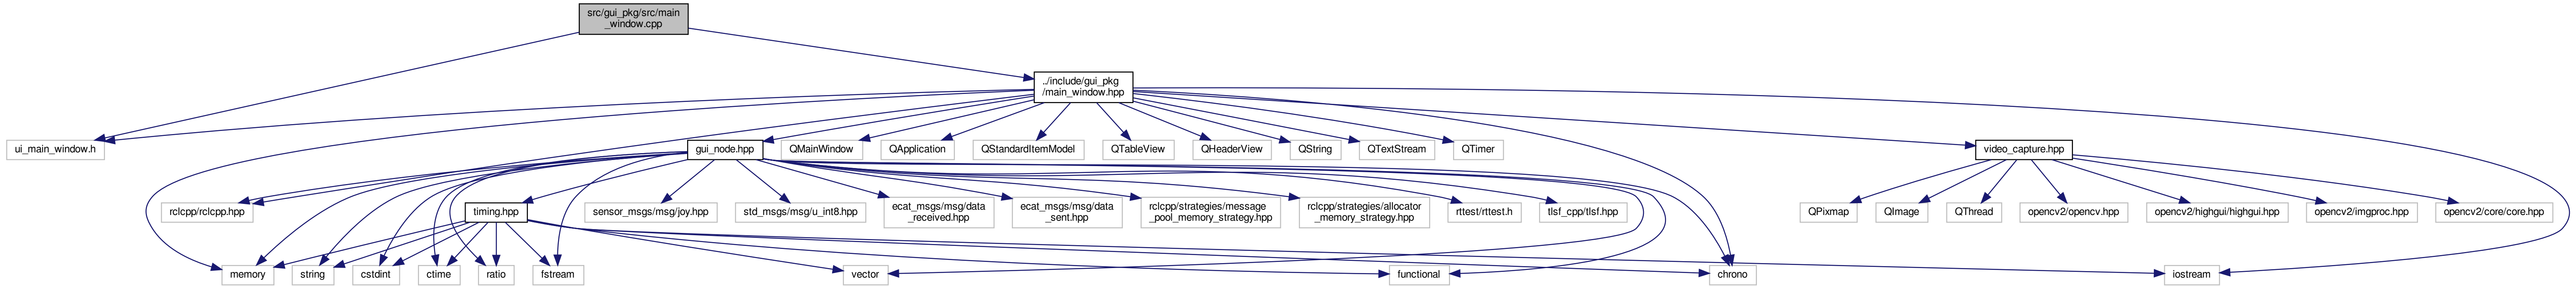 src/gui_pkg/src/main
_window.cpp
../include/gui_pkg
/main_window.hpp
ui_main_window.h
gui_node.hpp
QMainWindow
QApplication
QStandardItemModel
QTableView
QHeaderView
QString
QTextStream
QTimer
video_capture.hpp
rclcpp/rclcpp.hpp
timing.hpp
sensor_msgs/msg/joy.hpp
std_msgs/msg/u_int8.hpp
ecat_msgs/msg/data
_received.hpp
ecat_msgs/msg/data
_sent.hpp
rclcpp/strategies/message
_pool_memory_strategy.hpp
rclcpp/strategies/allocator
_memory_strategy.hpp
rttest/rttest.h
tlsf_cpp/tlsf.hpp
QPixmap
QImage
QThread
opencv2/opencv.hpp
opencv2/highgui/highgui.hpp
opencv2/imgproc.hpp
opencv2/core/core.hpp
memory
string
cstdint
ctime
ratio
fstream
vector
functional
chrono
iostream